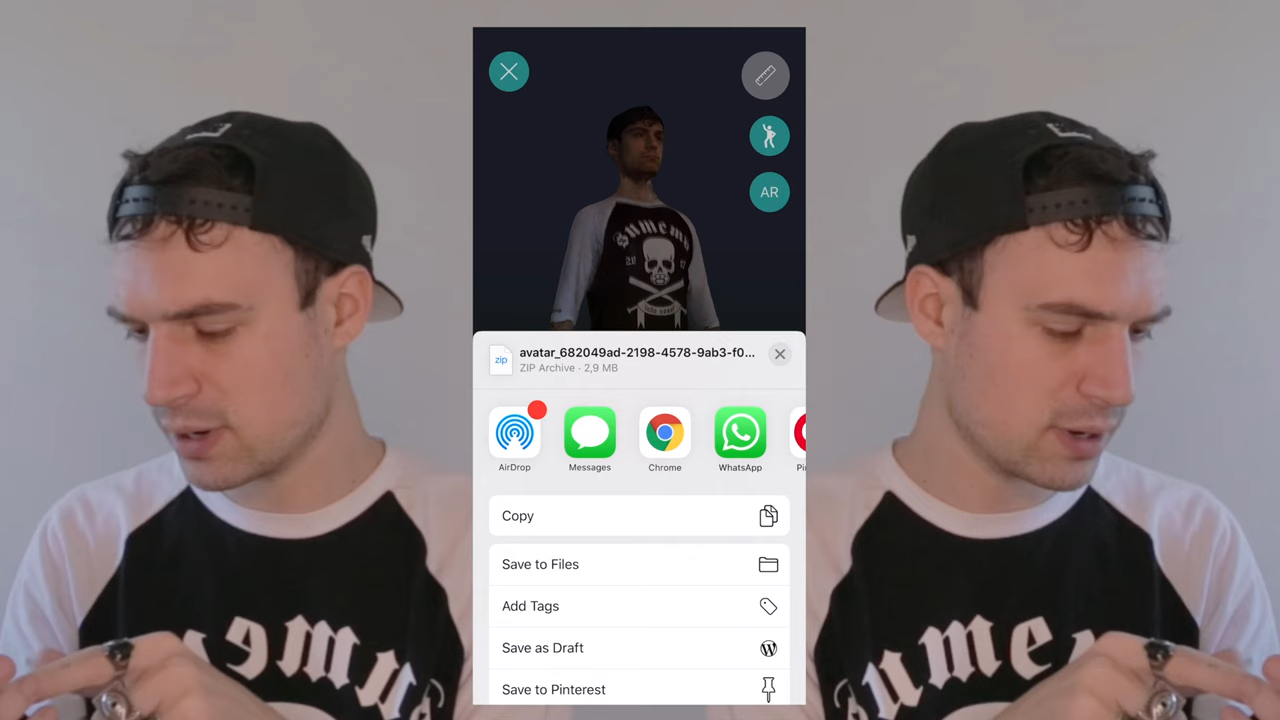 AR
Sumemo
zip
avatar_682049ad-2198-4578-9ab3-f0...
ZIP Archive · 2,9 MB
AirDrop
Messages
Chrome
WhatsApp
Copy
Save to Files
Add Tags
Save as Draft
Save to Pinterest